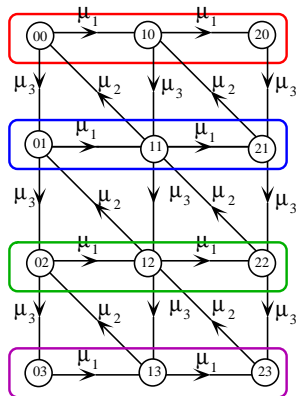 μ₁ μ₁
00 10 20
μ₃ μ₂ μ₃ μ₂ μ₃
μ₁ μ₁
01 11 21
μ₃ μ₂ μ₃ μ₂ μ₃
μ₁ μ₁
02 12 22
μ₃ μ₂ μ₃ μ₂ μ₃
μ₁ μ₁
03 13 23